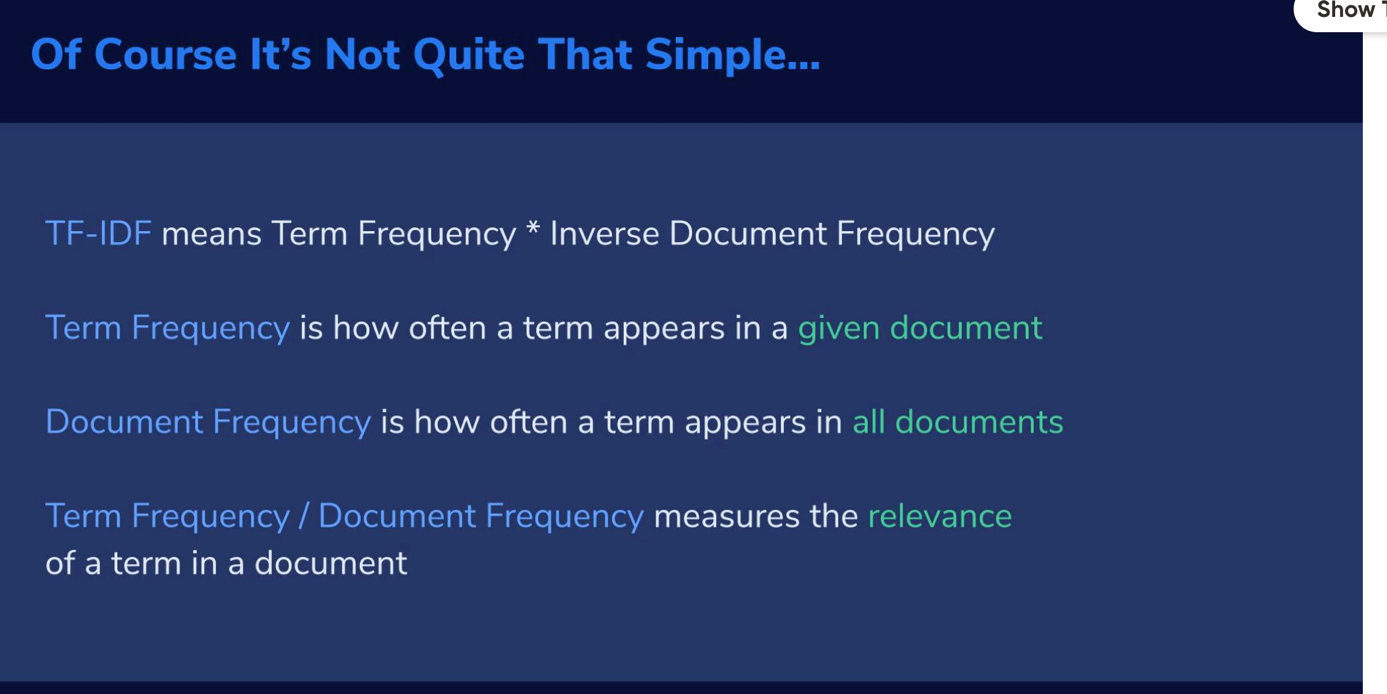 Show
Of Course It’s Not Quite That Simple...
TF-IDF means Term Frequency * Inverse Document Frequency
Term Frequency is how often a term appears in a given document
Document Frequency is how often a term appears in all documents
Term Frequency / Document Frequency measures the relevance
of a term in a document